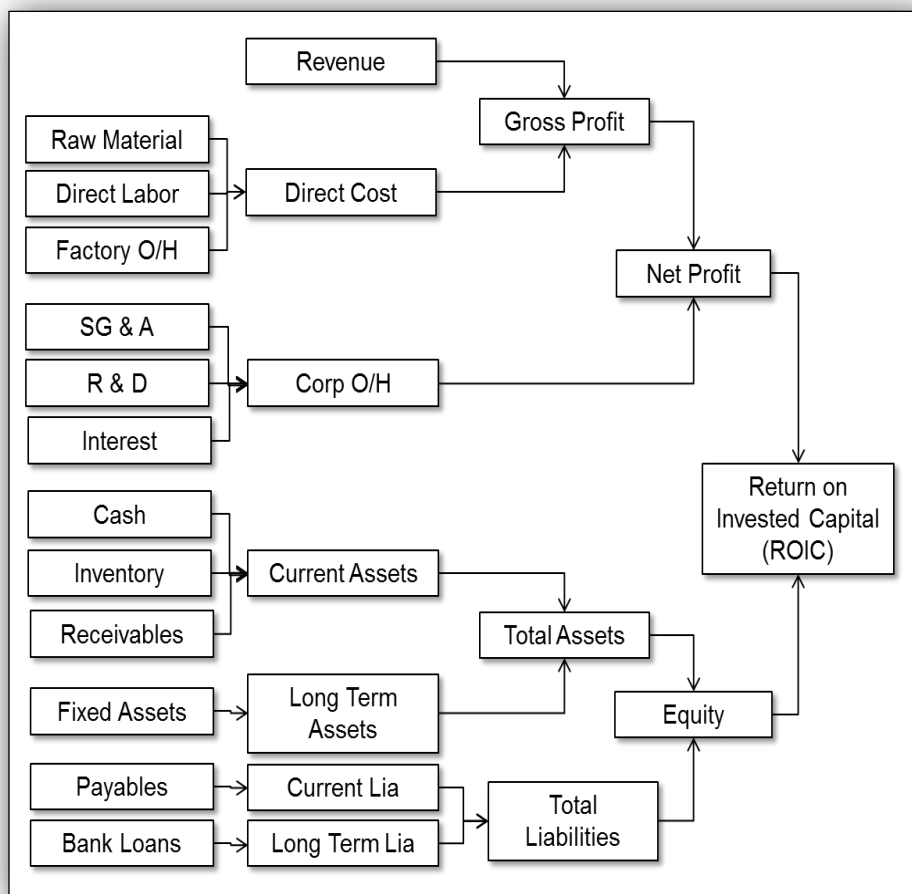 Revenue
Gross Profit
Raw Material
Direct Labor
Direct Cost
Factory O/H
Net Profit
SG & A
R & D
Corp O/H
Interest
Return on
Invested Capital
(ROIC)
Cash
Inventory
Current Assets
Receivables
Total Assets
Fixed Assets
Long Term
Assets
Equity
Payables
Current Lia
Total
Liabilities
Bank Loans
Long Term Lia